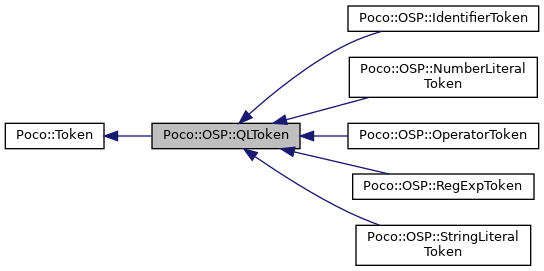 Poco::OSP::IdentifierToken
Poco::OSP::NumberLiteral
Token
Poco::Token
Poco::OSP::QLToken
Poco::OSP::OperatorToken
Poco::OSP::RegExpToken
Poco::OSP::StringLiteral
Token